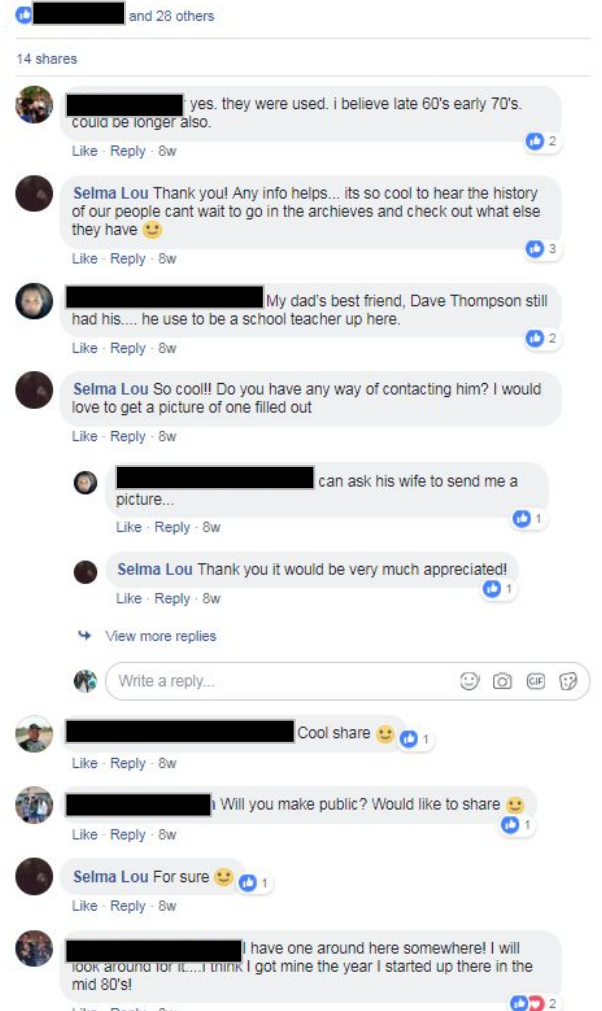 and 28 others
14 shares
yes. they were used. i believe late 60's early 70's.
could be longer also.
2
Like · Reply · 8w
Selma Lou Thank you! Any info helps... its so cool to hear the history
of our people cant wait to go in the archieves and check out what else
they have
3
Like · Reply · 8w
My dad's best friend, Dave Thompson still
had his.... he use to be a school teacher up here.
2
Like · Reply · 8w
Selma Lou So cool!! Do you have any way of contacting him? I would
love to get a picture of one filled out
Like · Reply · 8w
can ask his wife to send me a
picture...
1
Like · Reply · 8w
Selma Lou Thank you it would be very much appreciated!
1
Like · Reply · 8w
View more replies
Write a reply...
GIF
Cool share
1
Like · Reply · 8w
Will you make public? Would like to share
1
Like · Reply · 8w
Selma Lou For sure
1
Like · Reply · 8w
I have one around here somewhere! I will
look around for it....I think I got mine the year I started up there in the
mid 80's!
2
Like · Reply · 8w